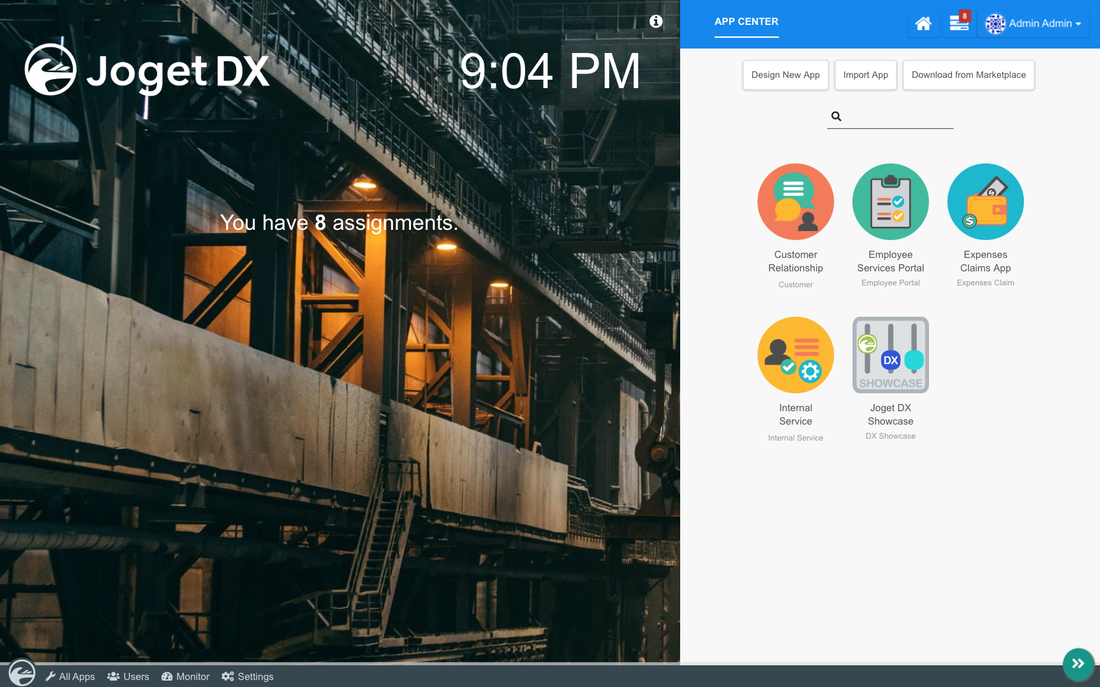 Joget DX
9:04 PM
You have 8 assignments.
APP CENTER
8
Admin Admin
Design New App
Import App
Download from Marketplace
Customer
Relationship
Customer
Employee
Services Portal
Employee Portal
$
$
Expenses
Claims App
Expenses Claim
Internal
Service
Internal Service
DX
SHOWCASE
Joget DX
Showcase
DX Showcase
All Apps
Users
Monitor
Settings